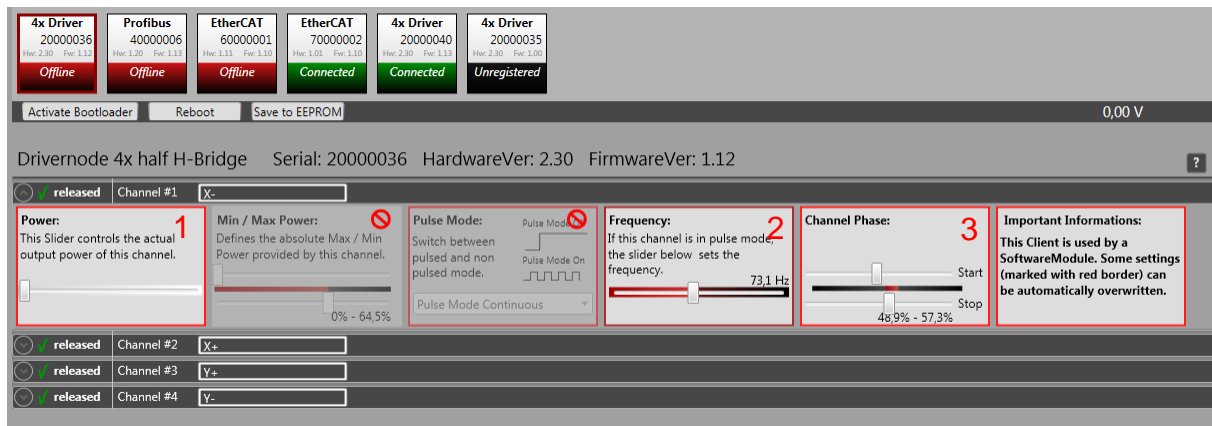 4x Driver
20000036
Hw: 2.30 Fw: 1.12
Offline
Profibus
40000006
Hw: 1.20 Fw: 1.13
Offline
EtherCAT
60000001
Hw: 1.11 Fw: 1.10
Offline
EtherCAT
70000002
Hw: 1.01 Fw: 1.10
Connected
4x Driver
20000040
Hw: 2.30 Fw: 1.13
Connected
4x Driver
20000035
Hw: 2.30 Fw: 1.00
Unregistered
Activate Bootloader Reboot Save to EEPROM 0,00 V
Drivernode 4x half H-Bridge Serial: 20000036 HardwareVer: 2.30 FirmwareVer: 1.12 ?
released Channel #1 X-
Power: 1
This Slider controls the actual
output power of this channel.
Min / Max Power:
Defines the absolute Max / Min
Power provided by this channel.
0% - 64,5%
Pulse Mode:
Switch between
pulsed and non
pulsed mode.
Pulse Mode
Pulse Mode On
Pulse Mode Continuous
Frequency: 2
If this channel is in pulse mode,
the slider below sets the
frequency.
73,1 Hz
Channel Phase: 3
Start
Stop
48,9% - 57,3%
Important Informations:
This Client is used by a
SoftwareModule. Some settings
(marked with red border) can
be automatically overwritten.
released Channel #2 X+
released Channel #3 Y+
released Channel #4 Y-